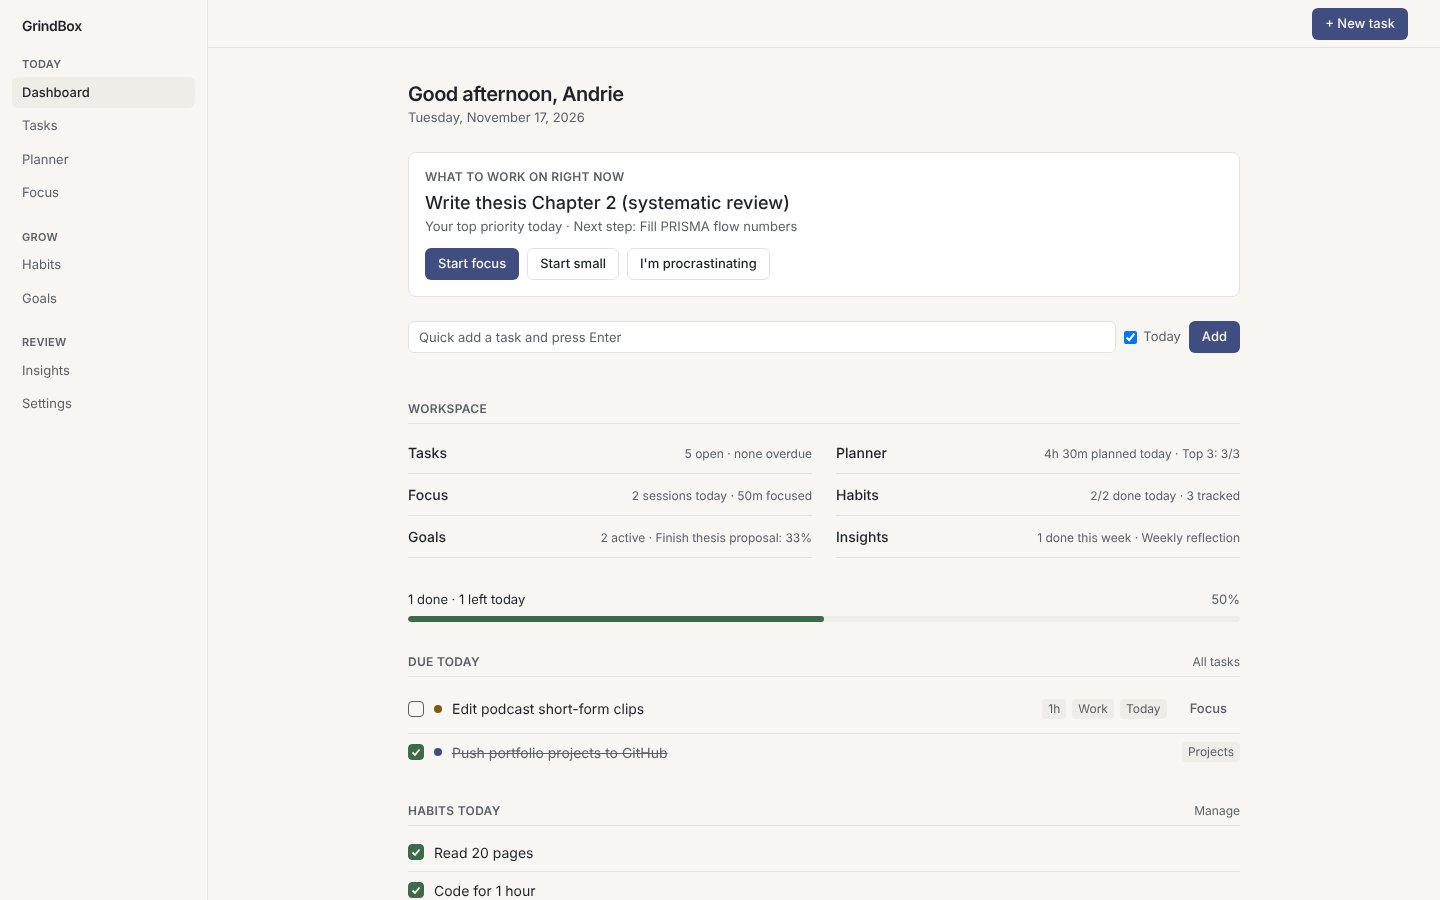 GrindBox
+ New task
TODAY
Dashboard
Tasks
Planner
Focus
GROW
Habits
Goals
REVIEW
Insights
Settings
Good afternoon, Andrie
Tuesday, November 17, 2026
WHAT TO WORK ON RIGHT NOW
Write thesis Chapter 2 (systematic review)
Your top priority today · Next step: Fill PRISMA flow numbers
Start focus Start small I'm procrastinating
Quick add a task and press Enter Today Add
WORKSPACE
Tasks 5 open · none overdue
Planner 4h 30m planned today · Top 3: 3/3
Focus 2 sessions today · 50m focused
Habits 2/2 done today · 3 tracked
Goals 2 active · Finish thesis proposal: 33%
Insights 1 done this week · Weekly reflection
1 done · 1 left today 50%
DUE TODAY All tasks
Edit podcast short-form clips 1h Work Today Focus
Push portfolio projects to GitHub Projects
HABITS TODAY Manage
Read 20 pages
Code for 1 hour